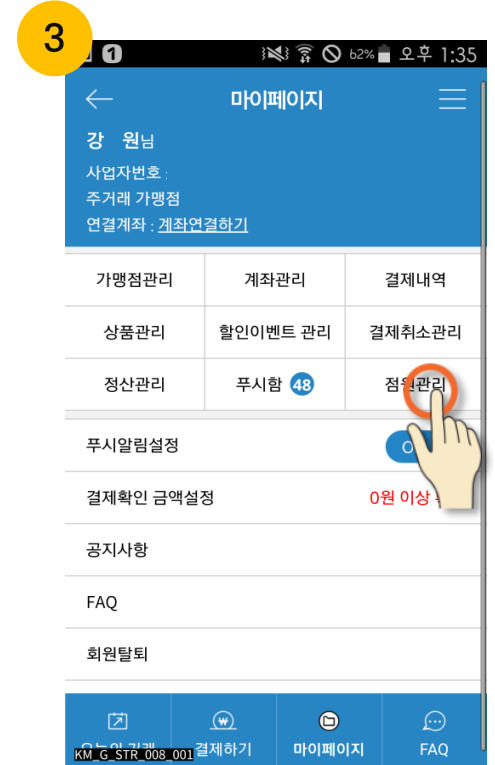 3
1 62% 오후 1:35
마이페이지
강 원님
사업자번호 :
주거래 가맹점
연결계좌 : 계좌연결하기
가맹점관리 계좌관리 결제내역
상품관리 할인이벤트 관리 결제취소관리
정산관리 푸시함 48 점원관리
푸시알림설정
결제확인 금액설정 0원 이상
공지사항
FAQ
회원탈퇴
결제하기 마이페이지 FAQ
KM_G_STR_008_001